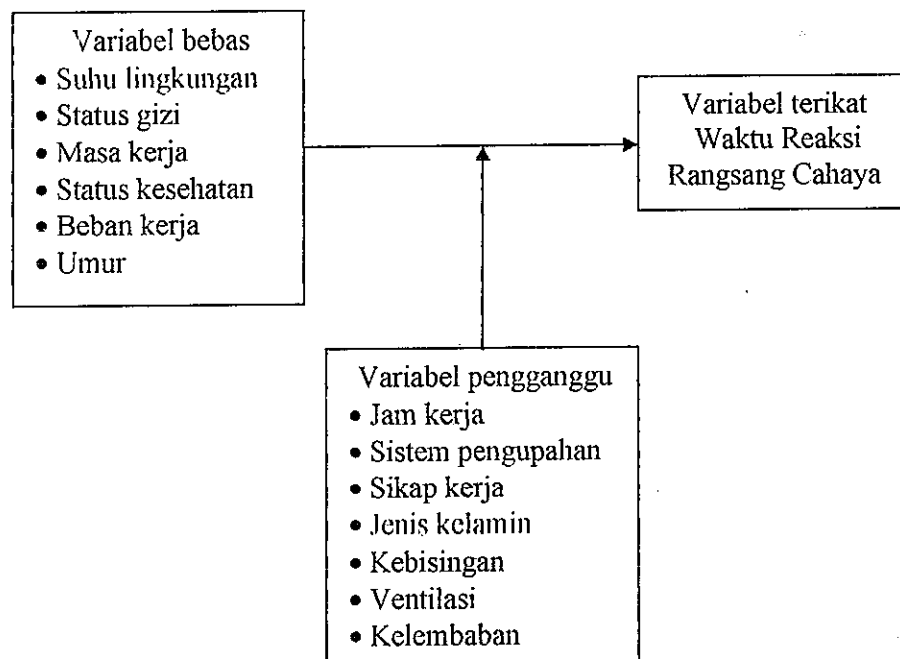 Variabel bebas
• Suhu lingkungan
• Status gizi
• Masa kerja
• Status kesehatan
• Beban kerja
• Umur
Variabel terikat
Waktu Reaksi
Rangsang Cahaya
Variabel pengganggu
• Jam kerja
• Sistem pengupahan
• Sikap kerja
• Jenis kelamin
• Kebisingan
• Ventilasi
• Kelembaban